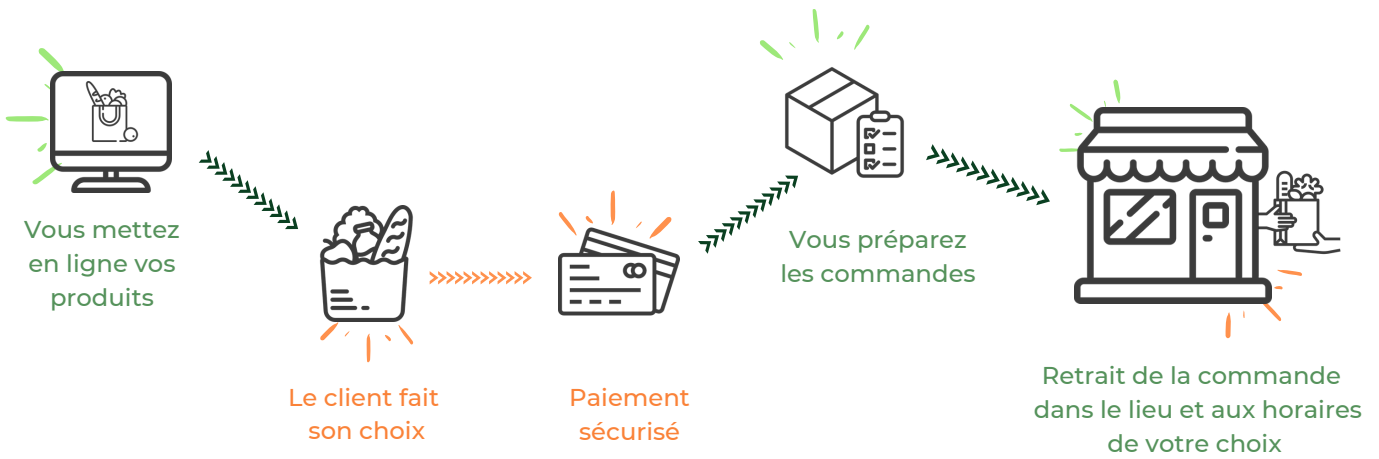 Vous mettez
en ligne vos
produits
Le client fait
son choix
Paiement
sécurisé
Vous préparez
les commandes
Retrait de la commande
dans le lieu et aux horaires
de votre choix